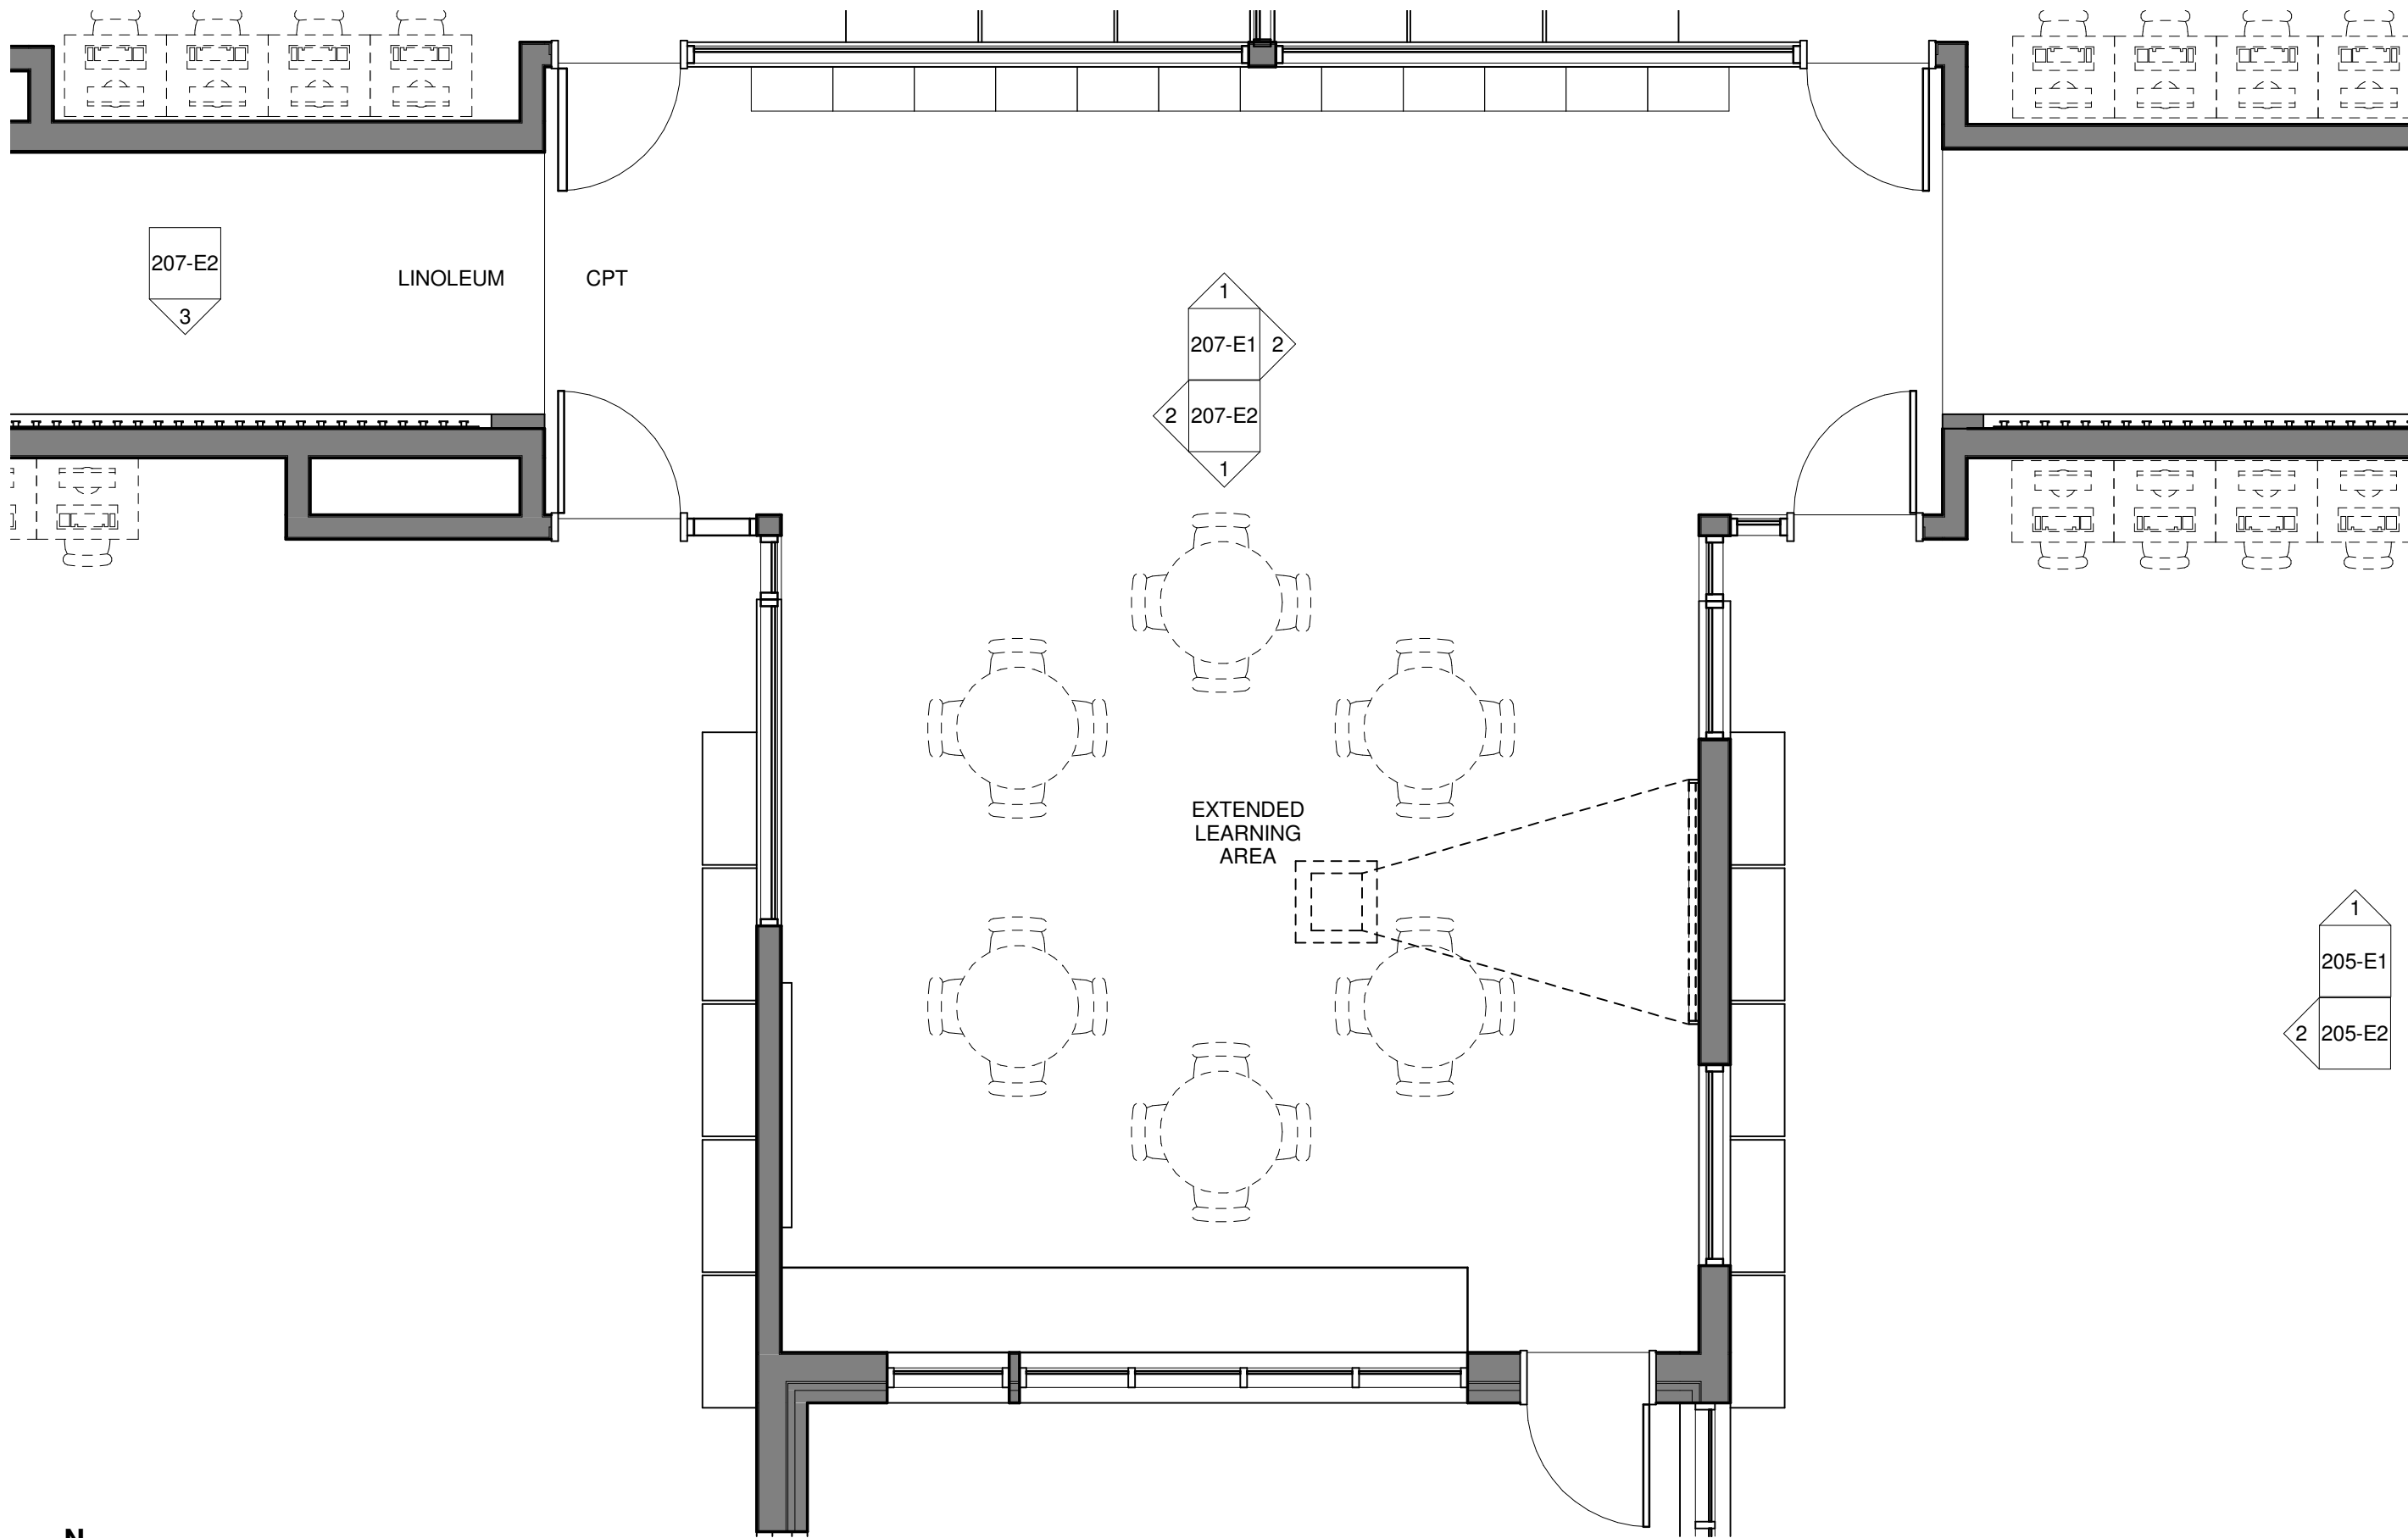 207-E2
3
LINOLEUM
CPT
1
207-E1
2
2
207-E2
1
EXTENDED
LEARNING
AREA
1
205-E1
2
205-E2
N